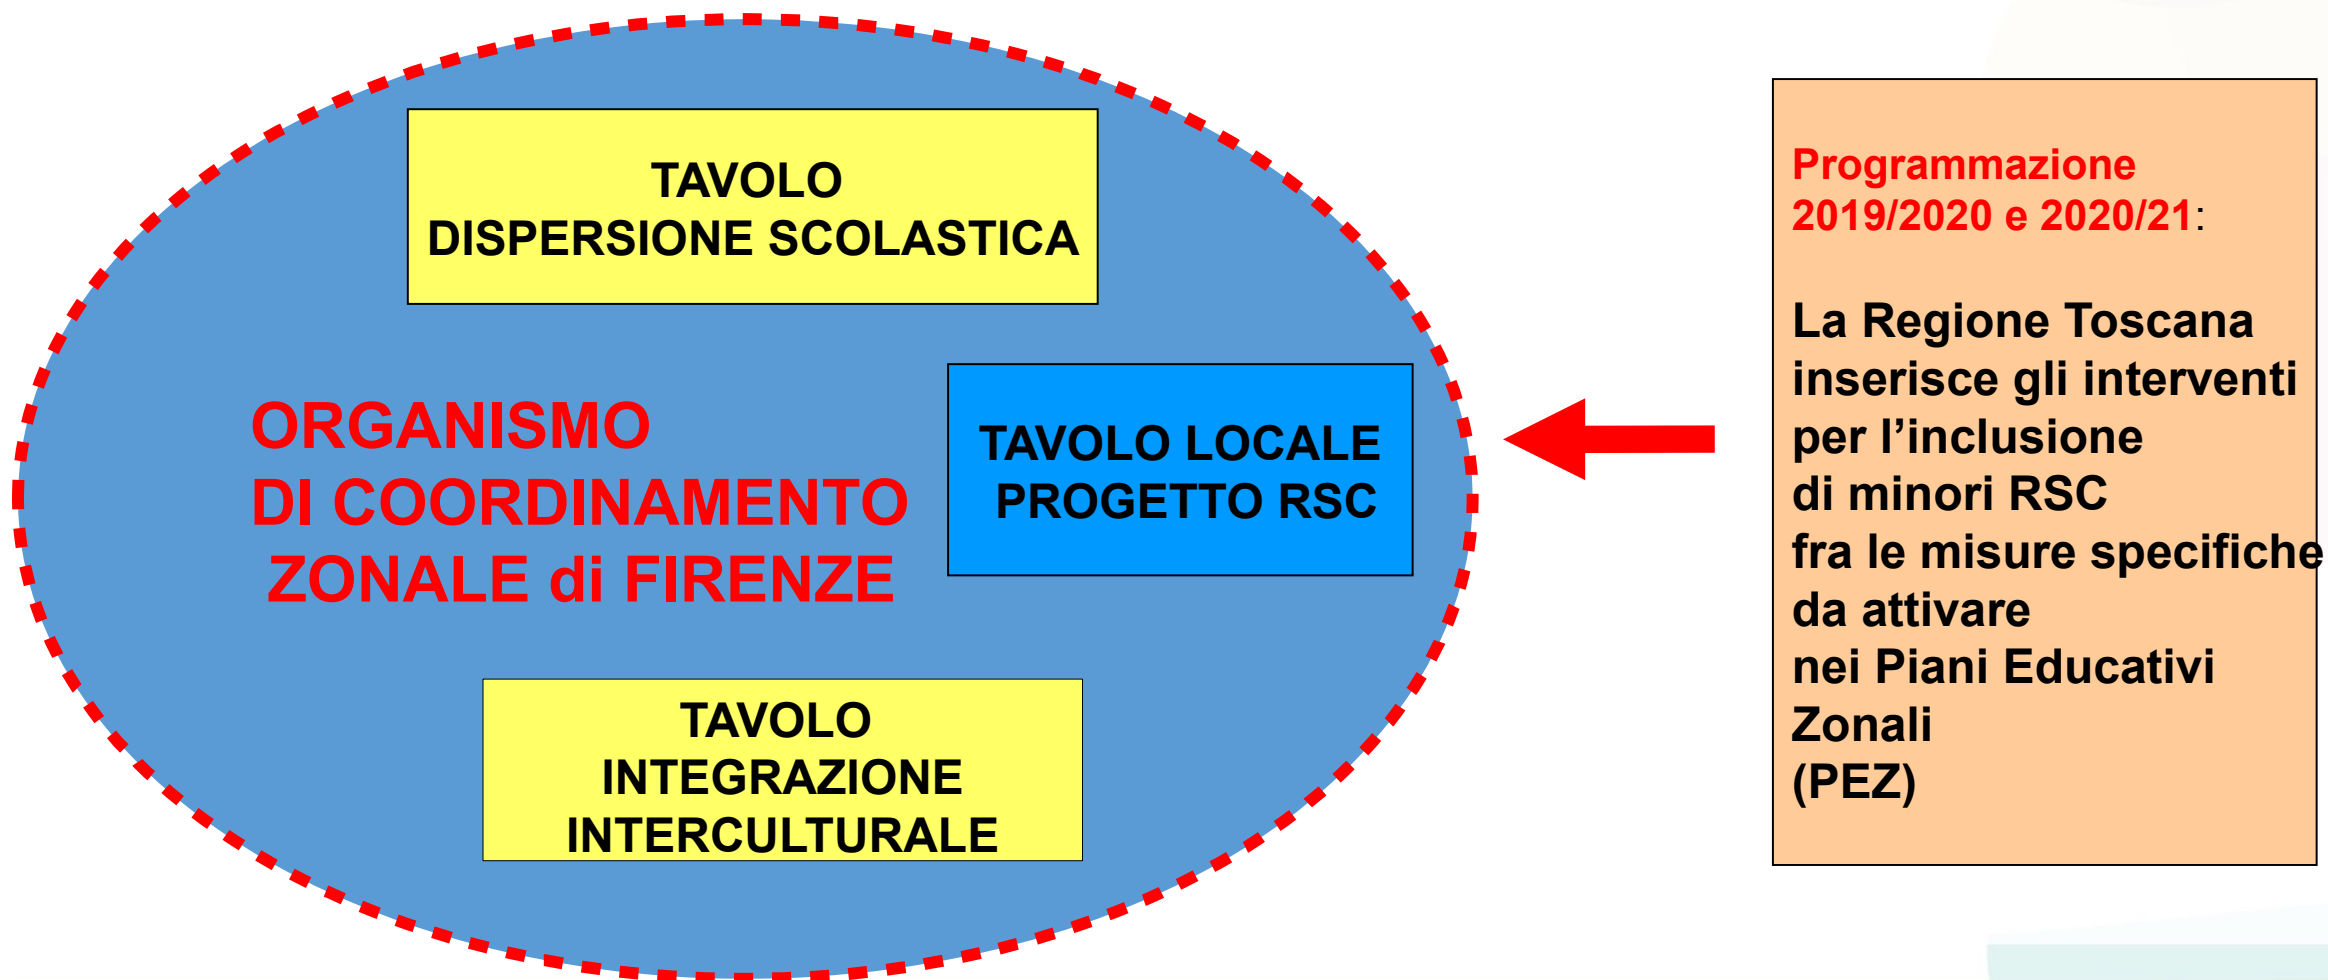 TAVOLO
DISPERSIONE SCOLASTICA
ORGANISMO
DI COORDINAMENTO
ZONALE di FIRENZE
TAVOLO LOCALE
PROGETTO RSC
TAVOLO
INTEGRAZIONE
INTERCULTURALE
Programmazione
2019/2020 e 2020/21:
La Regione Toscana
inserisce gli interventi
per l’inclusione
di minori RSC
fra le misure specifiche
da attivare
nei Piani Educativi
Zonali
(PEZ)